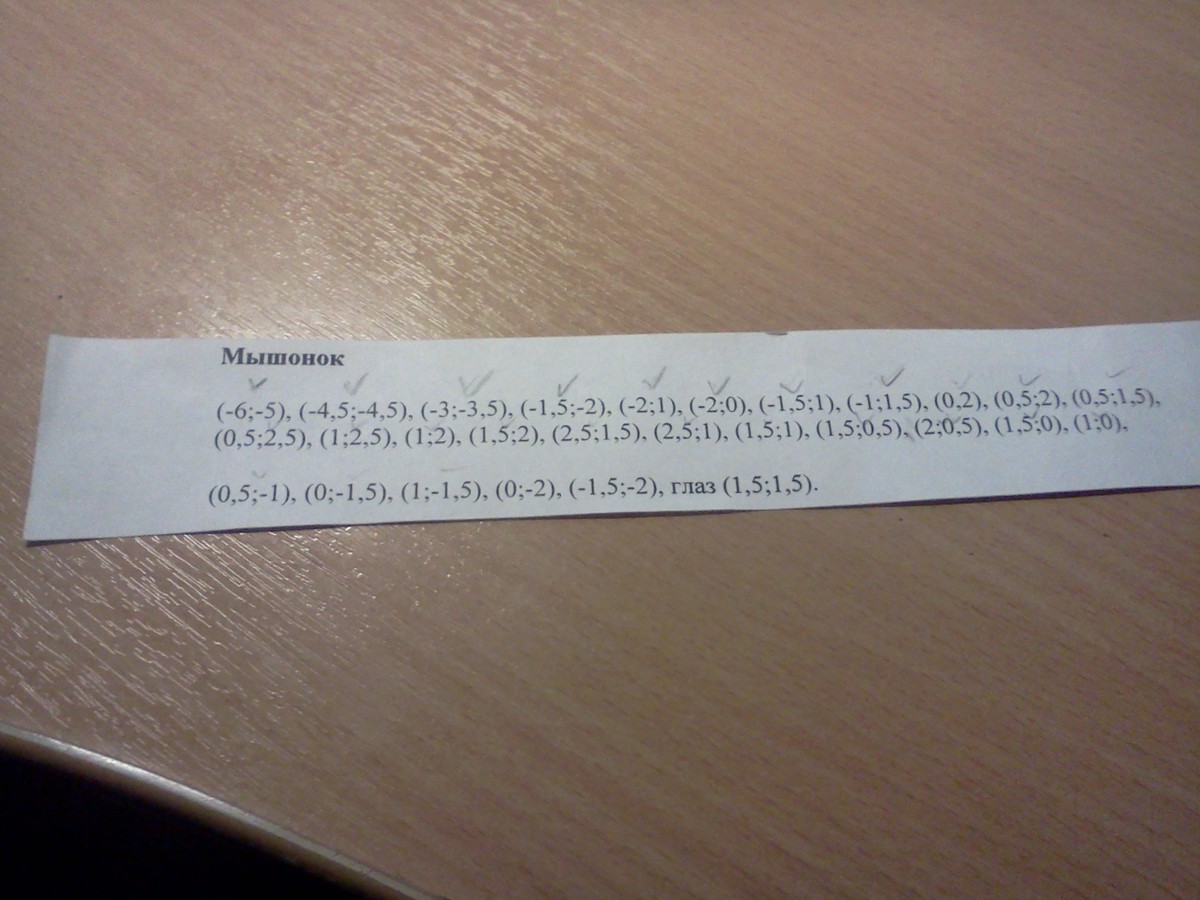 Мышонок
(-6;-5), (-4,5;-4,5), (-3;-3,5), (-1,5;-2), (-2;1), (-2;0), (-1,5;1), (-1;1,5), (0,2), (0,5;2), (0,5;1,5),
(0,5;2,5), (1;2,5), (1;2), (1,5;2), (2,5;1,5), (2,5;1), (1,5;1), (1,5;0,5), (2;0,5), (1,5;0), (1;0),
(0,5;-1), (0;-1,5), (1;-1,5), (0;-2), (-1,5;-2), глаз (1,5;1,5).